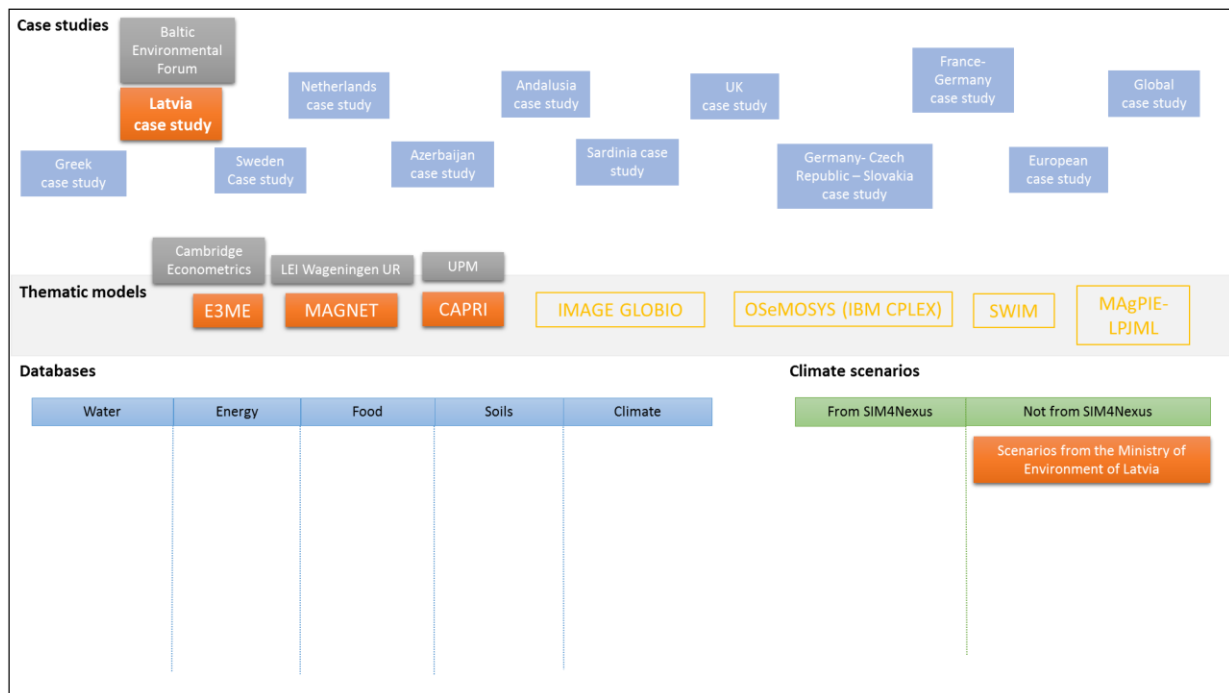 Case studies
Baltic
Environmental
Forum
Latvia
case study
Netherlands
case study
Andalusia
case study
UK
case study
France-
Germany
case study
Global
case study
Greek
case study
Sweden
Case study
Azerbaijan
case study
Sardinia case
study
Germany- Czech
Republic – Slovakia
case study
European
case study
Cambridge
Econometrics
LEI Wageningen UR
UPM
Thematic models
E3ME
MAGNET
CAPRI
IMAGE GLOBIO
OSeMOSYS (IBM CPLEX)
SWIM
MAgPIE-
LPJML
Databases
Water
Energy
Food
Soils
Climate
Climate scenarios
From SIM4Nexus
Not from SIM4Nexus
Scenarios from the Ministry of
Environment of Latvia